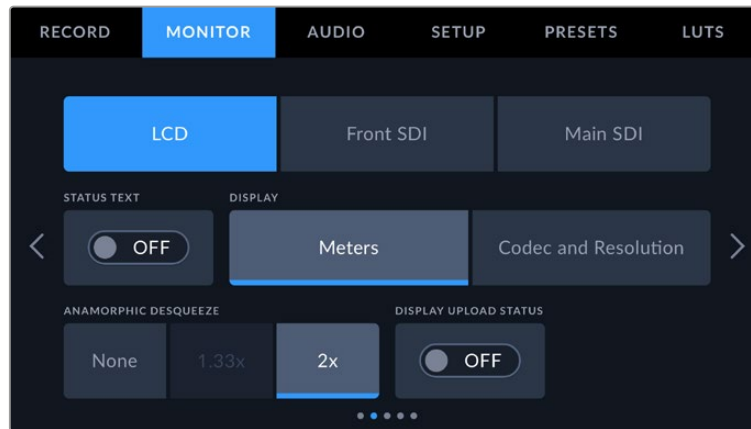 RECORD MONITOR AUDIO SETUP PRESETS LUTS
LCD Front SDI Main SDI
STATUS TEXT DISPLAY
OFF Meters Codec and Resolution
ANAMORPHIC DESQUEEZE DISPLAY UPLOAD STATUS
None 1.33x 2x OFF